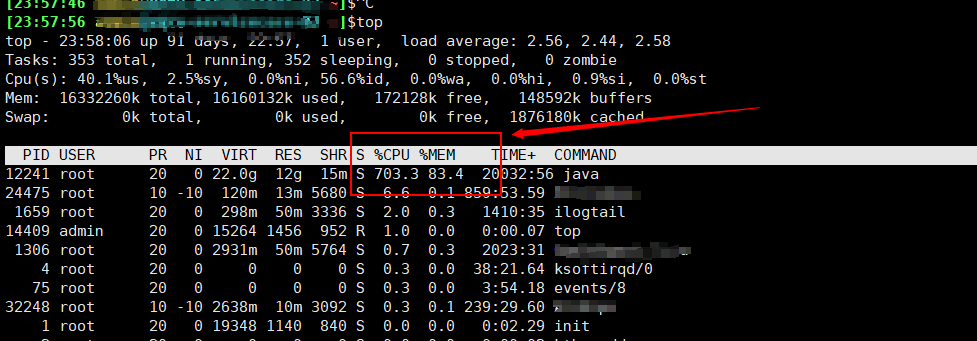 [23:57:46 ~]$^C
[23:57:56 ]$top
top - 23:58:06 up 91 days, 22:57, 1 user, load average: 2.56, 2.44, 2.58
Tasks: 353 total, 1 running, 352 sleeping, 0 stopped, 0 zombie
Cpu(s): 40.1%us, 2.5%sy, 0.0%ni, 56.6%id, 0.0%wa, 0.0%hi, 0.9%si, 0.0%st
Mem: 16332260k total, 16160132k used, 172128k free, 148592k buffers
Swap: 0k total, 0k used, 0k free, 1876180k cached
PID USER PR NI VIRT RES SHR S %CPU %MEM TIME+ COMMAND
12241 root 20 0 22.0g 12g 15m S 703.3 83.4 20032:56 java
24475 root 10 -10 120m 13m 5680 S 6.6 0.1 859:53.59
1659 root 20 0 298m 50m 3336 S 2.0 0.3 1410:35 ilogtail
14409 admin 20 0 15264 1456 952 R 1.0 0.0 0:00.07 top
1306 root 20 0 2931m 50m 5764 S 0.7 0.3 2023:31
4 root 20 0 0 0 0 S 0.3 0.0 38:21.64 ksoftirqd/0
75 root 20 0 0 0 0 S 0.3 0.0 3:54.18 events/8
32248 root 10 -10 2638m 10m 3092 S 0.3 0.1 239:29.60
1 root 20 0 19348 1140 840 S 0.0 0.0 0:02.29 init